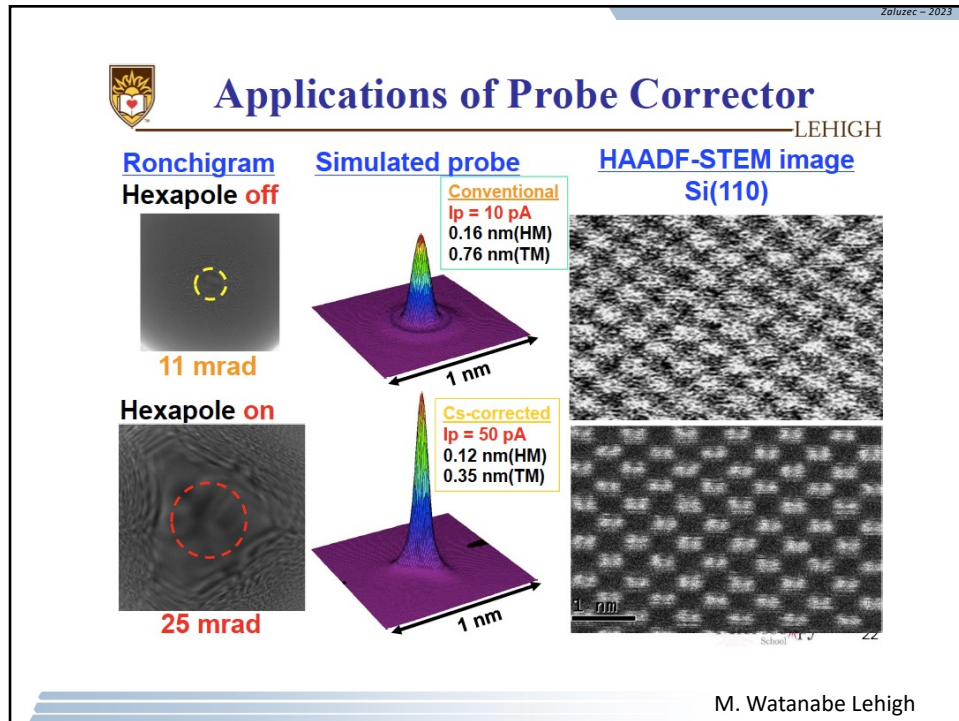 Zaluzec – 2023
Applications of Probe Corrector
LEHIGH
Ronchigram
Hexapole off
11 mrad
Hexapole on
25 mrad
Simulated probe
Conventional
Ip = 10 pA
0.16 nm(HM)
0.76 nm(TM)
1 nm
Cs-corrected
Ip = 50 pA
0.12 nm(HM)
0.35 nm(TM)
1 nm
HAADF-STEM image
Si(110)
1 nm
School
22
M. Watanabe Lehigh